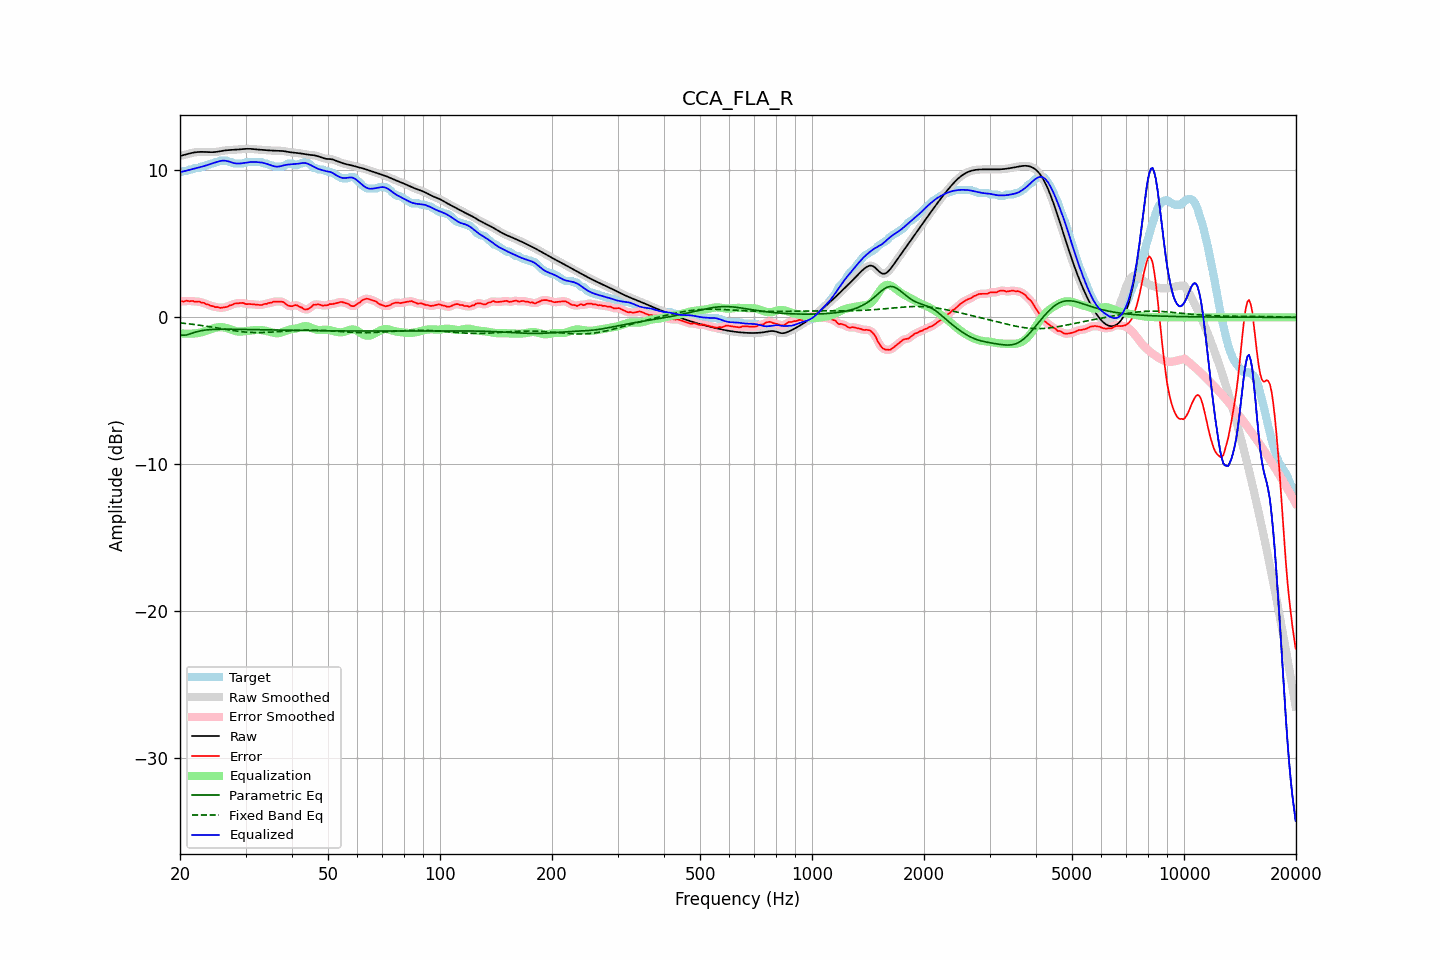 CCA_FLA_R
Amplitude (dBr)
10
0
−10
−20
−30
Target
Raw Smoothed
Error Smoothed
Raw
Error
Equalization
Parametric Eq
Fixed Band Eq
Equalized
20 50 100 200 500 1000 2000 5000 10000 20000
Frequency (Hz)